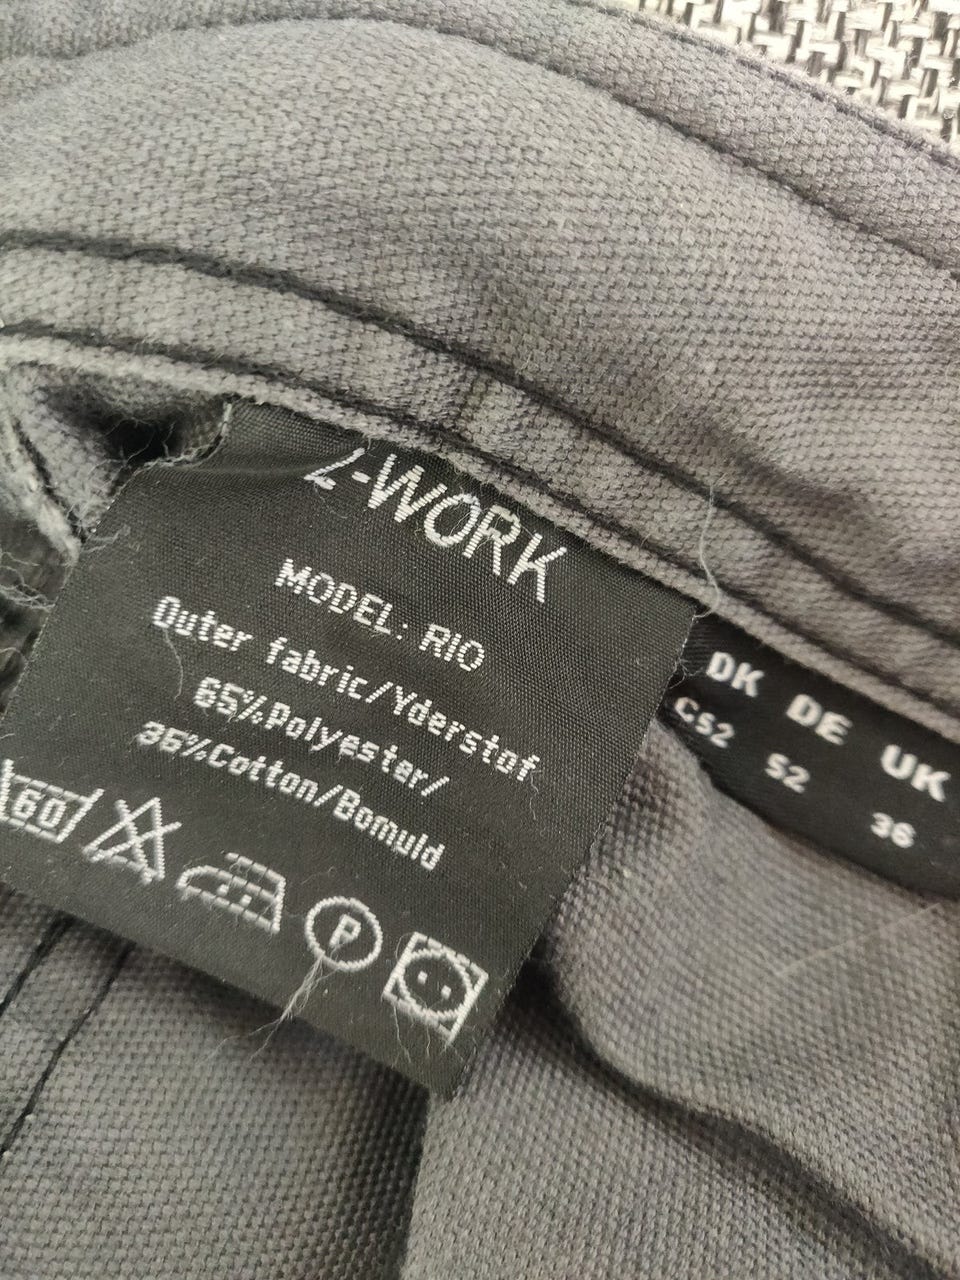 L-WORK
MODEL: RIO
Outer fabric/Yderstof
65%Polyester/
36%Cotton/Bomuld
60
P
DK DE UK
C52 52 36